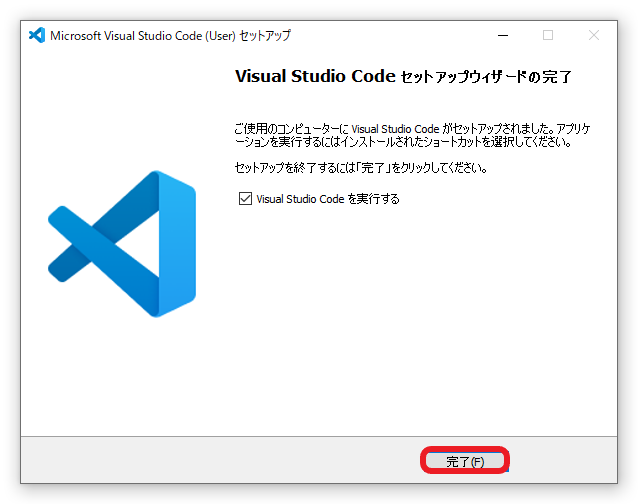 Microsoft Visual Studio Code (User) セットアップ
Visual Studio Code セットアップウィザードの完了
ご使用のコンピューターに Visual Studio Code がセットアップされました。アプリケ
ーションを実行するにはインストールされたショートカットを選択してください。
セットアップを終了するには「完了」をクリックしてください。
Visual Studio Code を実行する
完了(F)